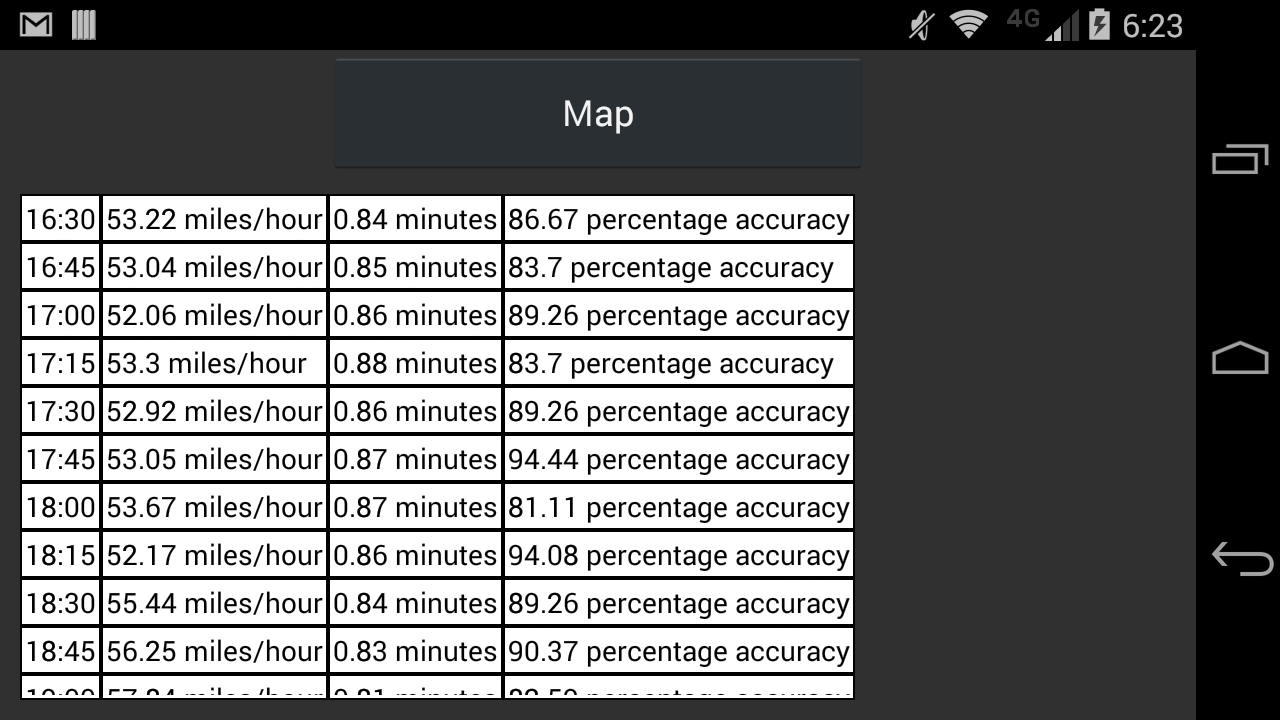 4G 6:23
Map
16:30 53.22 miles/hour 0.84 minutes 86.67 percentage accuracy
16:45 53.04 miles/hour 0.85 minutes 83.7 percentage accuracy
17:00 52.06 miles/hour 0.86 minutes 89.26 percentage accuracy
17:15 53.3 miles/hour 0.88 minutes 83.7 percentage accuracy
17:30 52.92 miles/hour 0.86 minutes 89.26 percentage accuracy
17:45 53.05 miles/hour 0.87 minutes 94.44 percentage accuracy
18:00 53.67 miles/hour 0.87 minutes 81.11 percentage accuracy
18:15 52.17 miles/hour 0.86 minutes 94.08 percentage accuracy
18:30 55.44 miles/hour 0.84 minutes 89.26 percentage accuracy
18:45 56.25 miles/hour 0.83 minutes 90.37 percentage accuracy
miles/hour minutes percentage accuracy